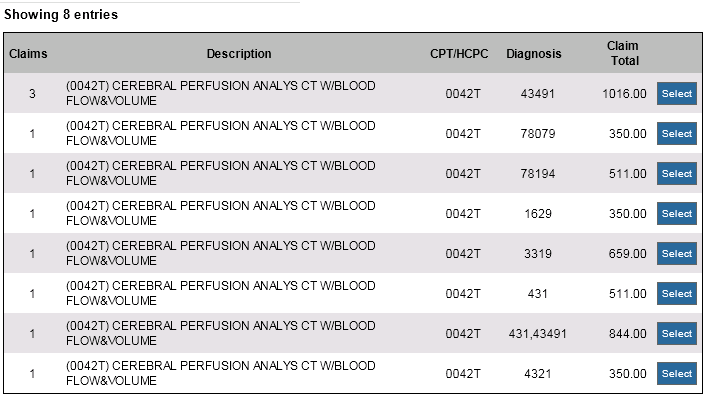 Showing 8 entries
Claims Description CPT/HCPC Diagnosis Claim Total
3 (0042T) CEREBRAL PERFUSION ANALYS CT W/BLOOD 0042T 43491 1016.00 Select
FLOW&VOLUME
1 (0042T) CEREBRAL PERFUSION ANALYS CT W/BLOOD 0042T 78079 350.00 Select
FLOW&VOLUME
1 (0042T) CEREBRAL PERFUSION ANALYS CT W/BLOOD 0042T 78194 511.00 Select
FLOW&VOLUME
1 (0042T) CEREBRAL PERFUSION ANALYS CT W/BLOOD 0042T 1629 350.00 Select
FLOW&VOLUME
1 (0042T) CEREBRAL PERFUSION ANALYS CT W/BLOOD 0042T 3319 659.00 Select
FLOW&VOLUME
1 (0042T) CEREBRAL PERFUSION ANALYS CT W/BLOOD 0042T 431 511.00 Select
FLOW&VOLUME
1 (0042T) CEREBRAL PERFUSION ANALYS CT W/BLOOD 0042T 431,43491 844.00 Select
FLOW&VOLUME
1 (0042T) CEREBRAL PERFUSION ANALYS CT W/BLOOD 0042T 4321 350.00 Select
FLOW&VOLUME